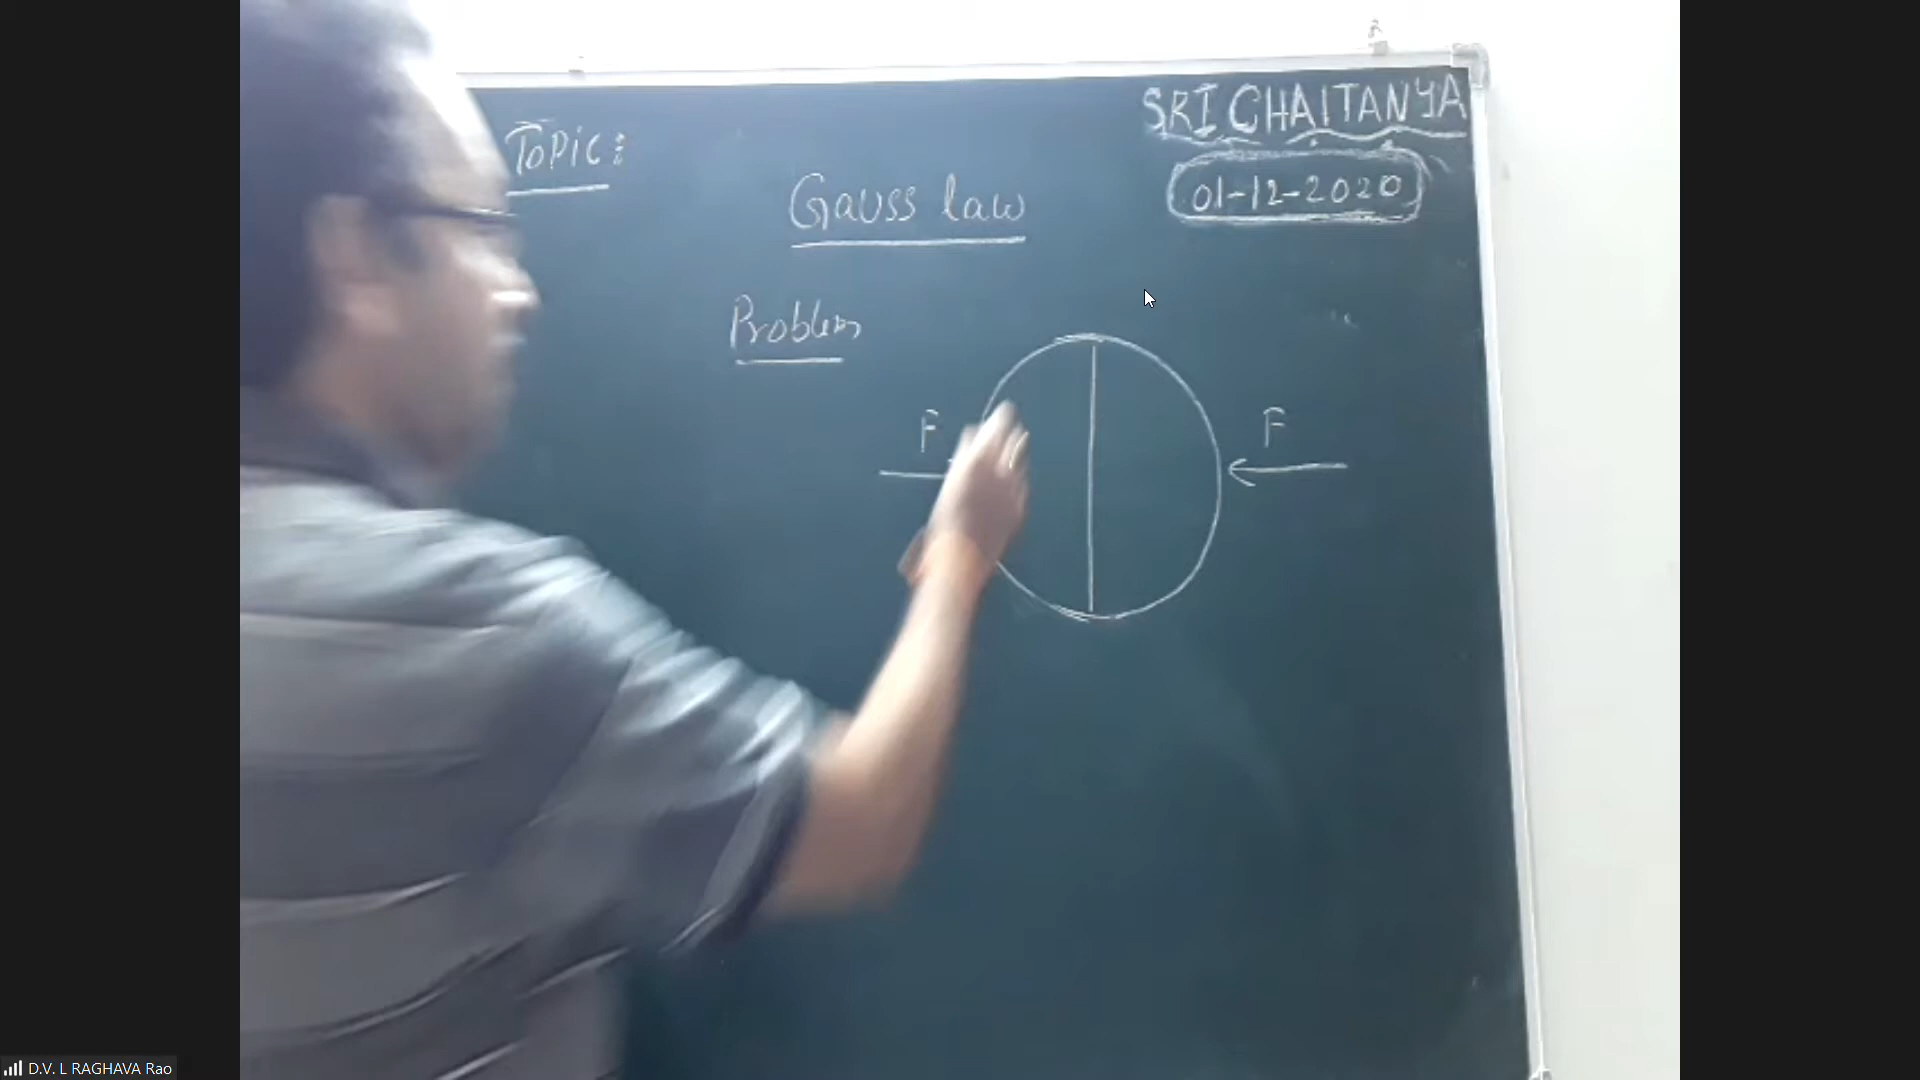 SRI CHAITANYA
TOPIC:
01-12-2020
Gauss law
Problem
F
F
D.V. L RAGHAVA Rao